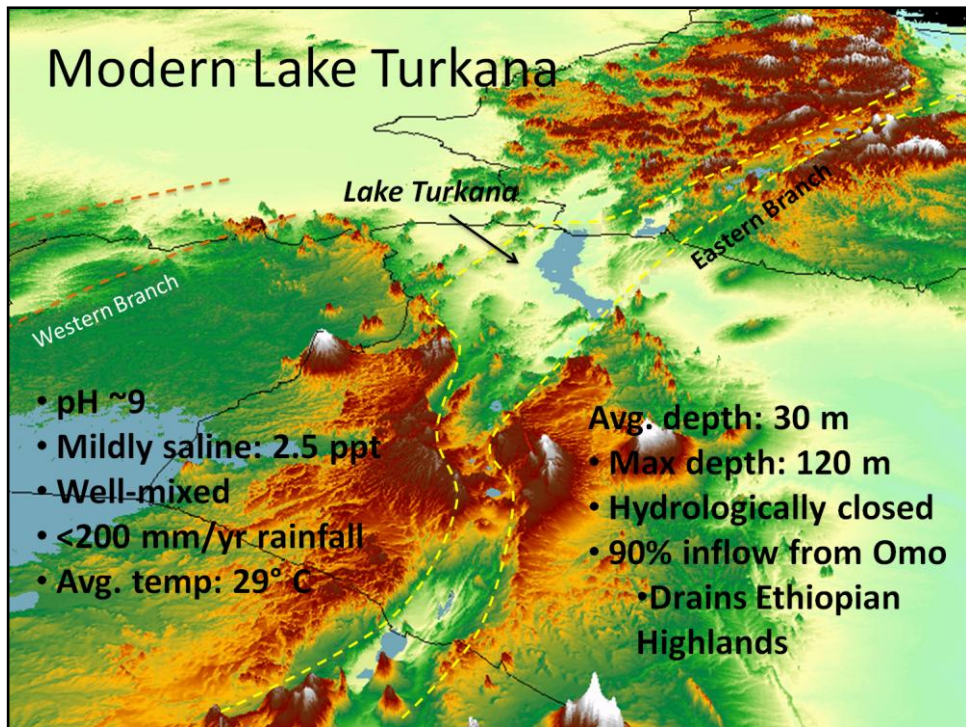 Modern Lake Turkana
Lake Turkana
Eastern Branch
Western Branch
• pH ~9
• Mildly saline: 2.5 ppt
• Well-mixed
• <200 mm/yr rainfall
• Avg. temp: 29° C
Avg. depth: 30 m
• Max depth: 120 m
• Hydrologically closed
• 90% inflow from Omo
•Drains Ethiopian
Highlands